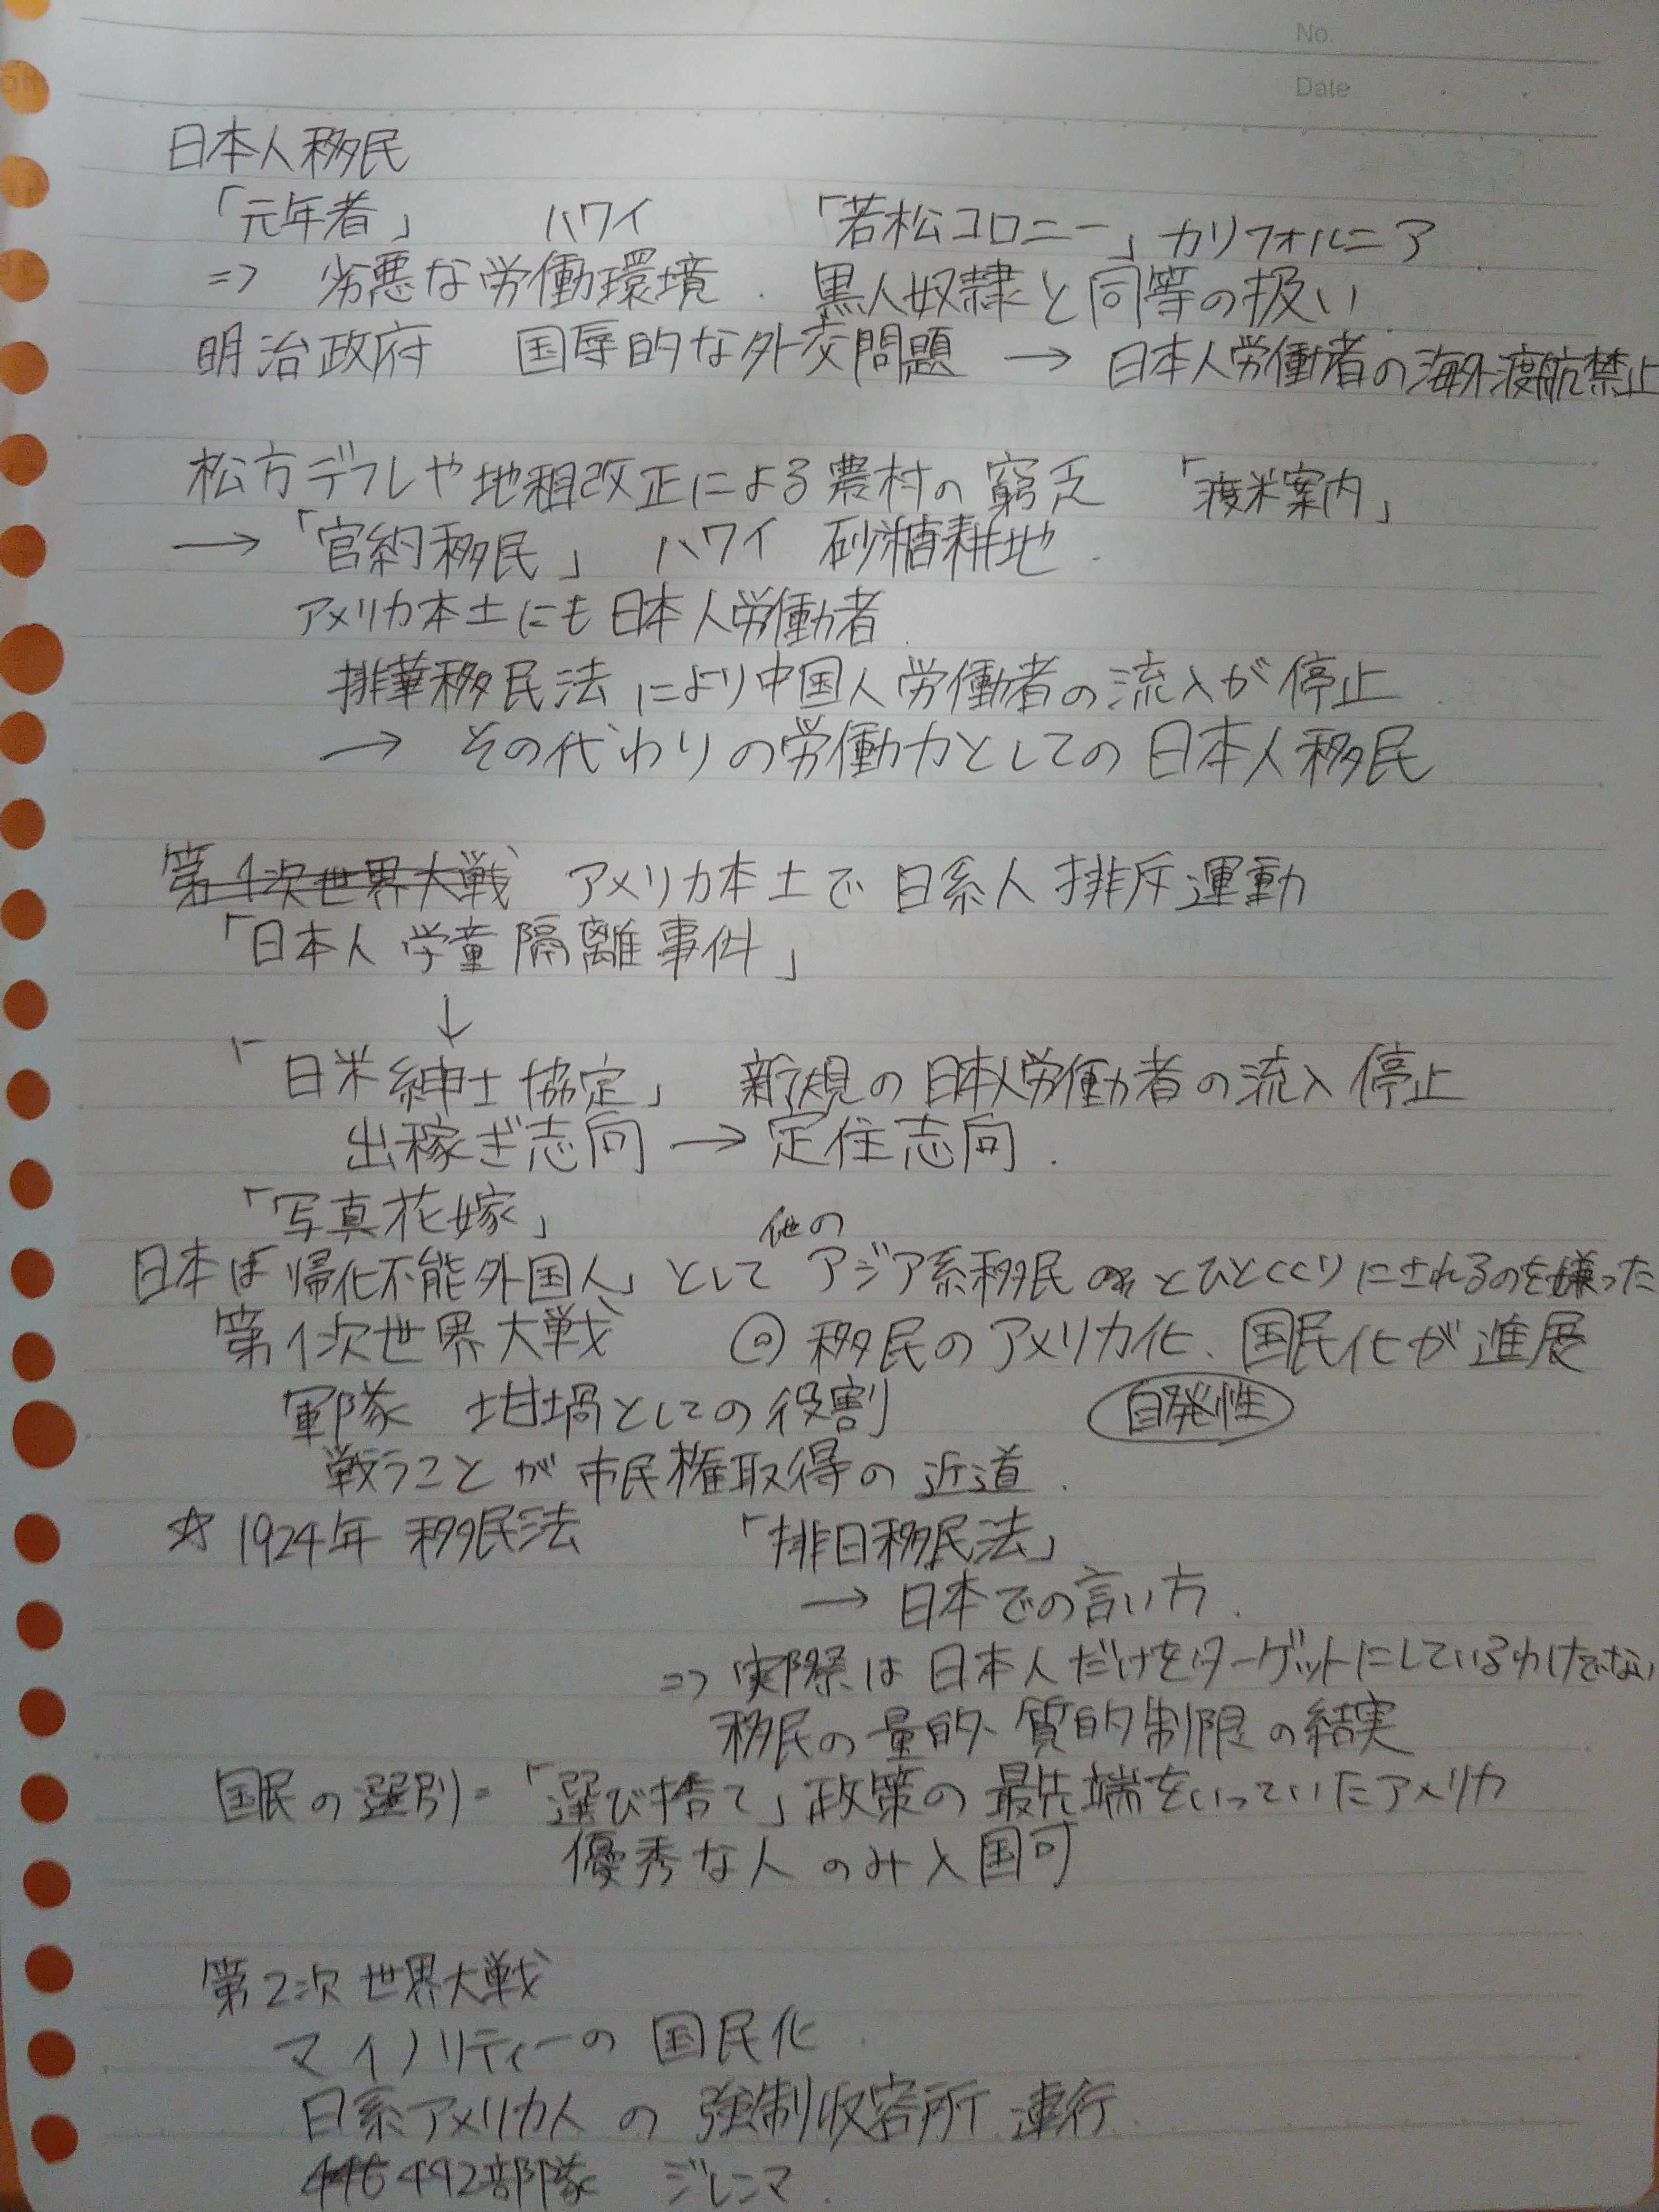 No.
Date
日本人移民
「元年者」 ハワイ 「若松コロニー」カリフォルニア
⇒ 劣悪な労働環境. 黒人奴隷と同等の扱い
明治政府 国辱的な外交問題 → 日本人労働者の海外渡航禁止
松方デフレや地租改正による農村の窮乏 「渡米案内」
→「官約移民」 ハワイ 砂糖耕地.
アメリカ本土にも日本人労働者.
排華移民法により中国人労働者の流入が停止.
→ その代わりの労働力としての日本人移民
第1次世界大戦 アメリカ本土で日系人排斥運動
「日本人学童隔離事件」
↓
「日米紳士協定」 新規の日本人労働者の流入停止
出稼ぎ志向 → 定住志向.
「写真花嫁」
他の
日本は「帰化不能外国人」として アジア系移民 とひとくくりにされるのを嫌った
第1次世界大戦 ◎移民のアメリカ化、国民化が進展
軍隊 坩堝としての役割 自発性
戦うことが市民権取得の近道.
☆ 1924年 移民法 「排日移民法」
→ 日本での言い方.
⇒ 実際は日本人だけをターゲットにしているわけでない
移民の量的、質的制限の結実
国民の選別・「選び捨て」政策の最先端をいっていたアメリカ
優秀な人のみ入国可
第2次世界大戦
マイノリティーの国民化.
日系アメリカ人の強制収容所連行.
442部隊 ジレンマ.